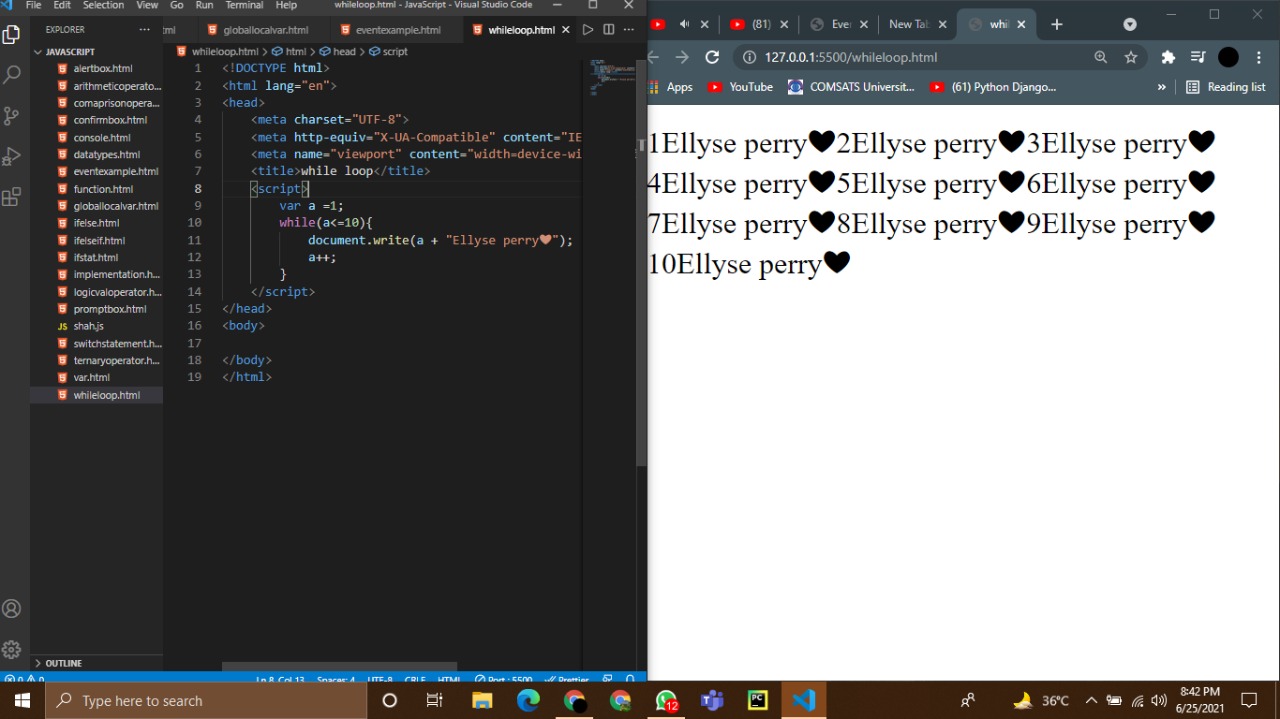 File Edit Selection View Go Run Terminal Help whileloop.html - JavaScript - Visual Studio Code
EXPLORER
JAVASCRIPT
alertbox.html
arithmeticoperato...
comaprisonopera...
confirmbox.html
console.html
datatypes.html
eventexample.html
function.html
globallocalvar.html
ifelse.html
ifelseif.html
ifstat.html
implementation.h...
logicvaloperator.h...
promptbox.html
JS shah.js
switchstatement.h...
ternaryoperator.h...
var.html
whileloop.html
OUTLINE
tml globallocalvar.html eventexample.html whileloop.html
whileloop.html > html > head > script
1 <!DOCTYPE html>
2 <html lang="en">
3 <head>
4 <meta charset="UTF-8">
5 <meta http-equiv="X-UA-Compatible" content="IE
6 <meta name="viewport" content="width=device-wi
7 <title>while loop</title>
8 <script>
9 var a =1;
10 while(a<=10){
11 document.write(a + "Ellyse perry🖤");
12 a++;
13 }
14 </script>
15 </head>
16 <body>
17
18 </body>
19 </html>
0 0 Ln 8, Col 13 Spaces: 4 UTF-8 CRLF HTML Port : 5500 Prettier
(81) Eve New Tab whi
127.0.0.1:5500/whileloop.html
Apps YouTube COMSATS Universit... (61) Python Django... » Reading list
1Ellyse perry🖤2Ellyse perry🖤3Ellyse perry🖤
4Ellyse perry🖤5Ellyse perry🖤6Ellyse perry🖤
7Ellyse perry🖤8Ellyse perry🖤9Ellyse perry🖤
10Ellyse perry🖤
Type here to search
12
PC
36°C
8:42 PM
6/25/2021